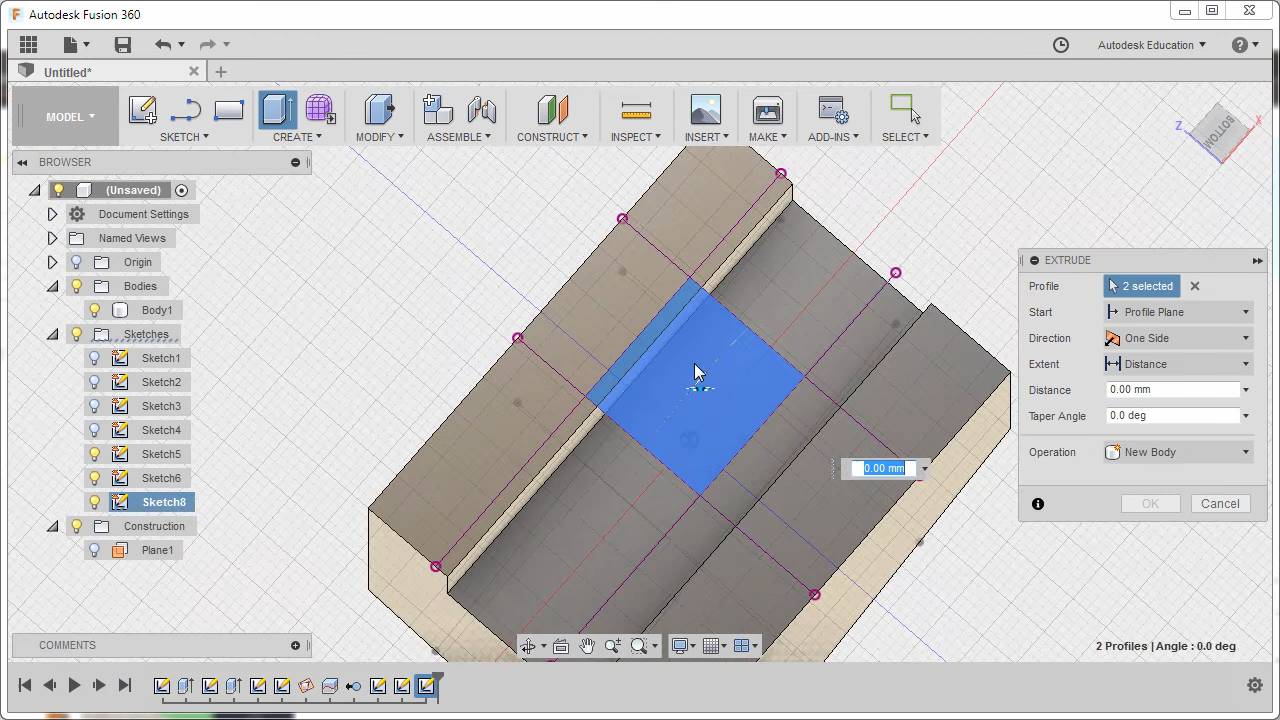 Autodesk Fusion 360
Autodesk Education
Untitled*
MODEL
SKETCH
CREATE
MODIFY
ASSEMBLE
CONSTRUCT
INSPECT
INSERT
MAKE
ADD-INS
SELECT
Z
BOTTOM
X
BROWSER
(Unsaved)
Document Settings
Named Views
Origin
Bodies
Body1
Sketches
Sketch1
Sketch2
Sketch3
Sketch4
Sketch5
Sketch6
Sketch8
Construction
Plane1
EXTRUDE
Profile 2 selected
Start Profile Plane
Direction One Side
Extent Distance
Distance 0.00 mm
Taper Angle 0.0 deg
Operation New Body
OK Cancel
0.00 mm
COMMENTS
2 Profiles | Angle : 0.0 deg